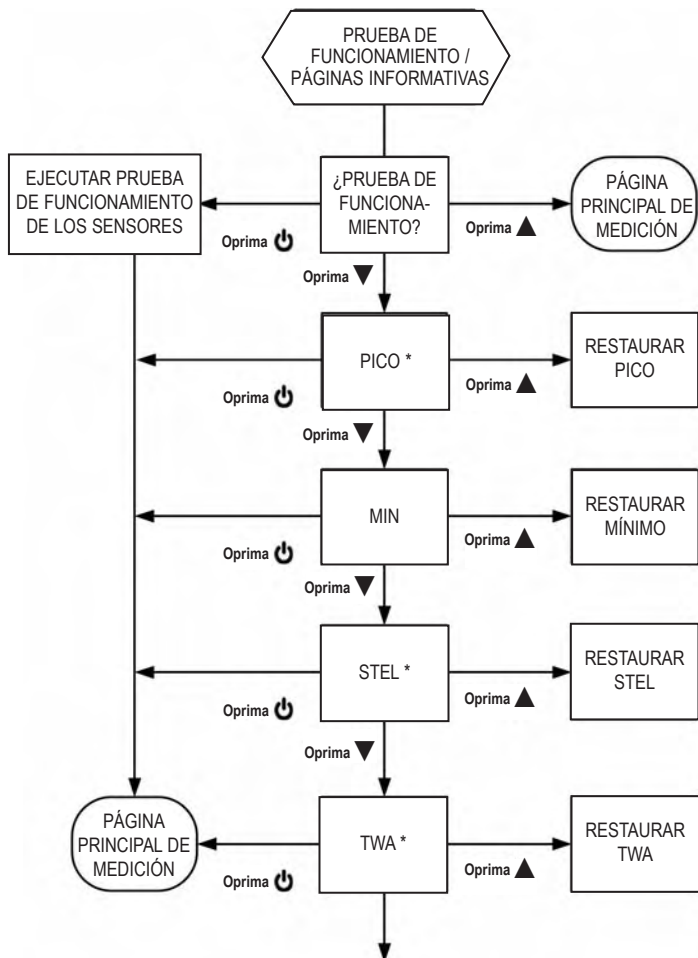 PRUEBA DE
FUNCIONAMIENTO /
PÁGINAS INFORMATIVAS
EJECUTAR PRUEBA
DE FUNCIONAMIENTO
DE LOS SENSORES
¿PRUEBA DE
FUNCIONA-
MIENTO?
PÁGINA
PRINCIPAL DE
MEDICIÓN
Oprima
Oprima
Oprima
PICO *
RESTAURAR
PICO
Oprima
Oprima
Oprima
MIN
RESTAURAR
MÍNIMO
Oprima
Oprima
Oprima
STEL *
RESTAURAR
STEL
Oprima
Oprima
Oprima
PÁGINA
PRINCIPAL DE
MEDICIÓN
TWA *
RESTAURAR
TWA
Oprima
Oprima